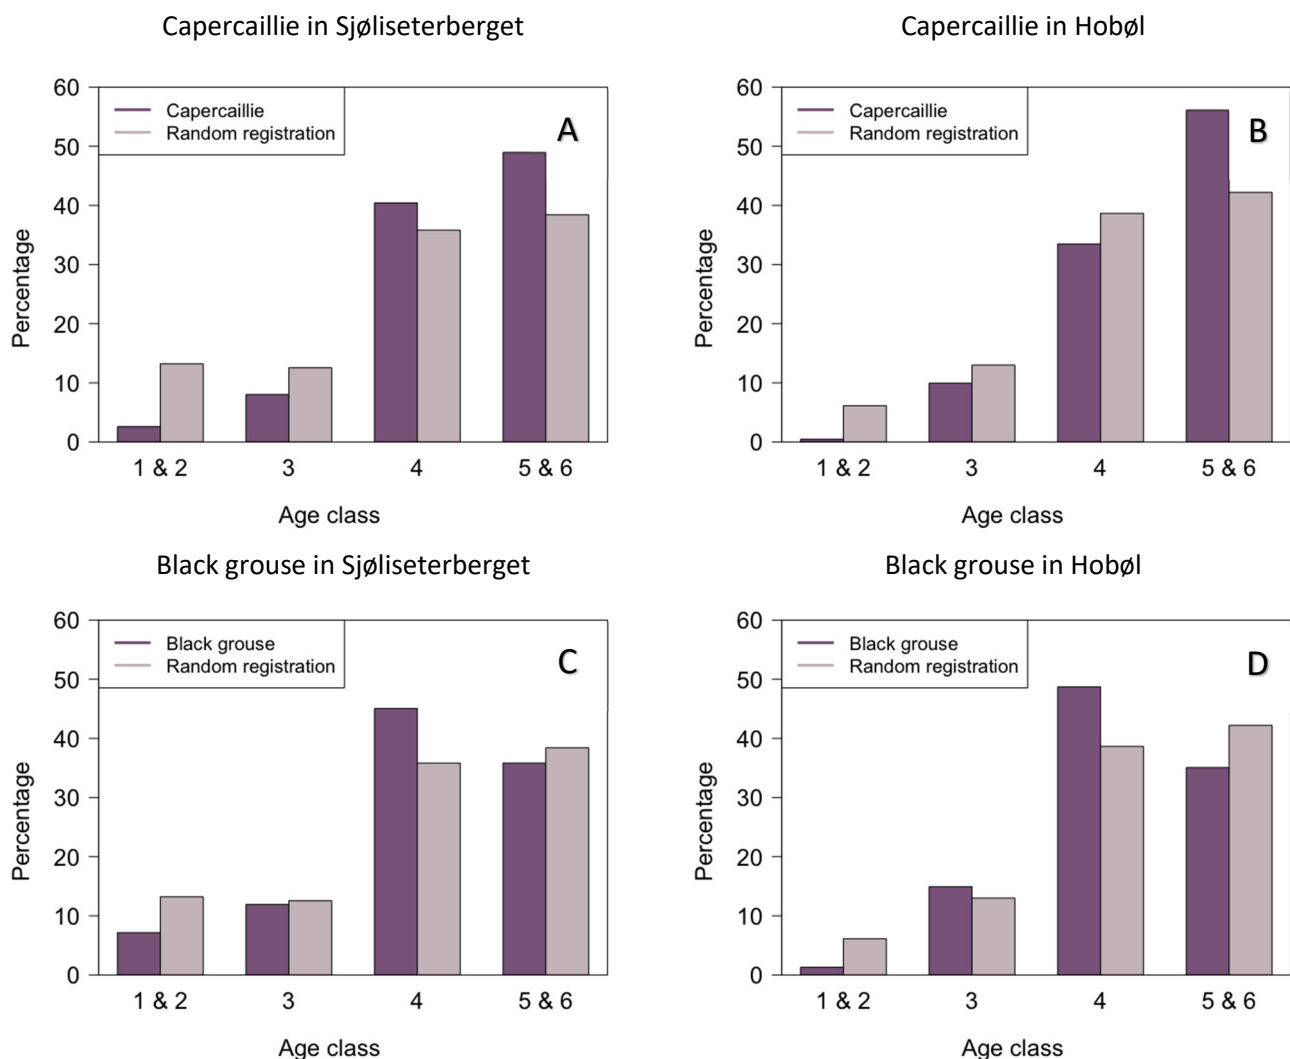 Capercaillie in Sjøliseterberget
60
50
40
30
20
10
0
Percentage
Capercaillie
Random registration
A
1 & 2 3 4 5 & 6
Age class
Capercaillie in Hobøl
60
50
40
30
20
10
0
Percentage
Capercaillie
Random registration
B
1 & 2 3 4 5 & 6
Age class
Black grouse in Sjøliseterberget
60
50
40
30
20
10
0
Percentage
Black grouse
Random registration
C
1 & 2 3 4 5 & 6
Age class
Black grouse in Hobøl
60
50
40
30
20
10
0
Percentage
Black grouse
Random registration
D
1 & 2 3 4 5 & 6
Age class